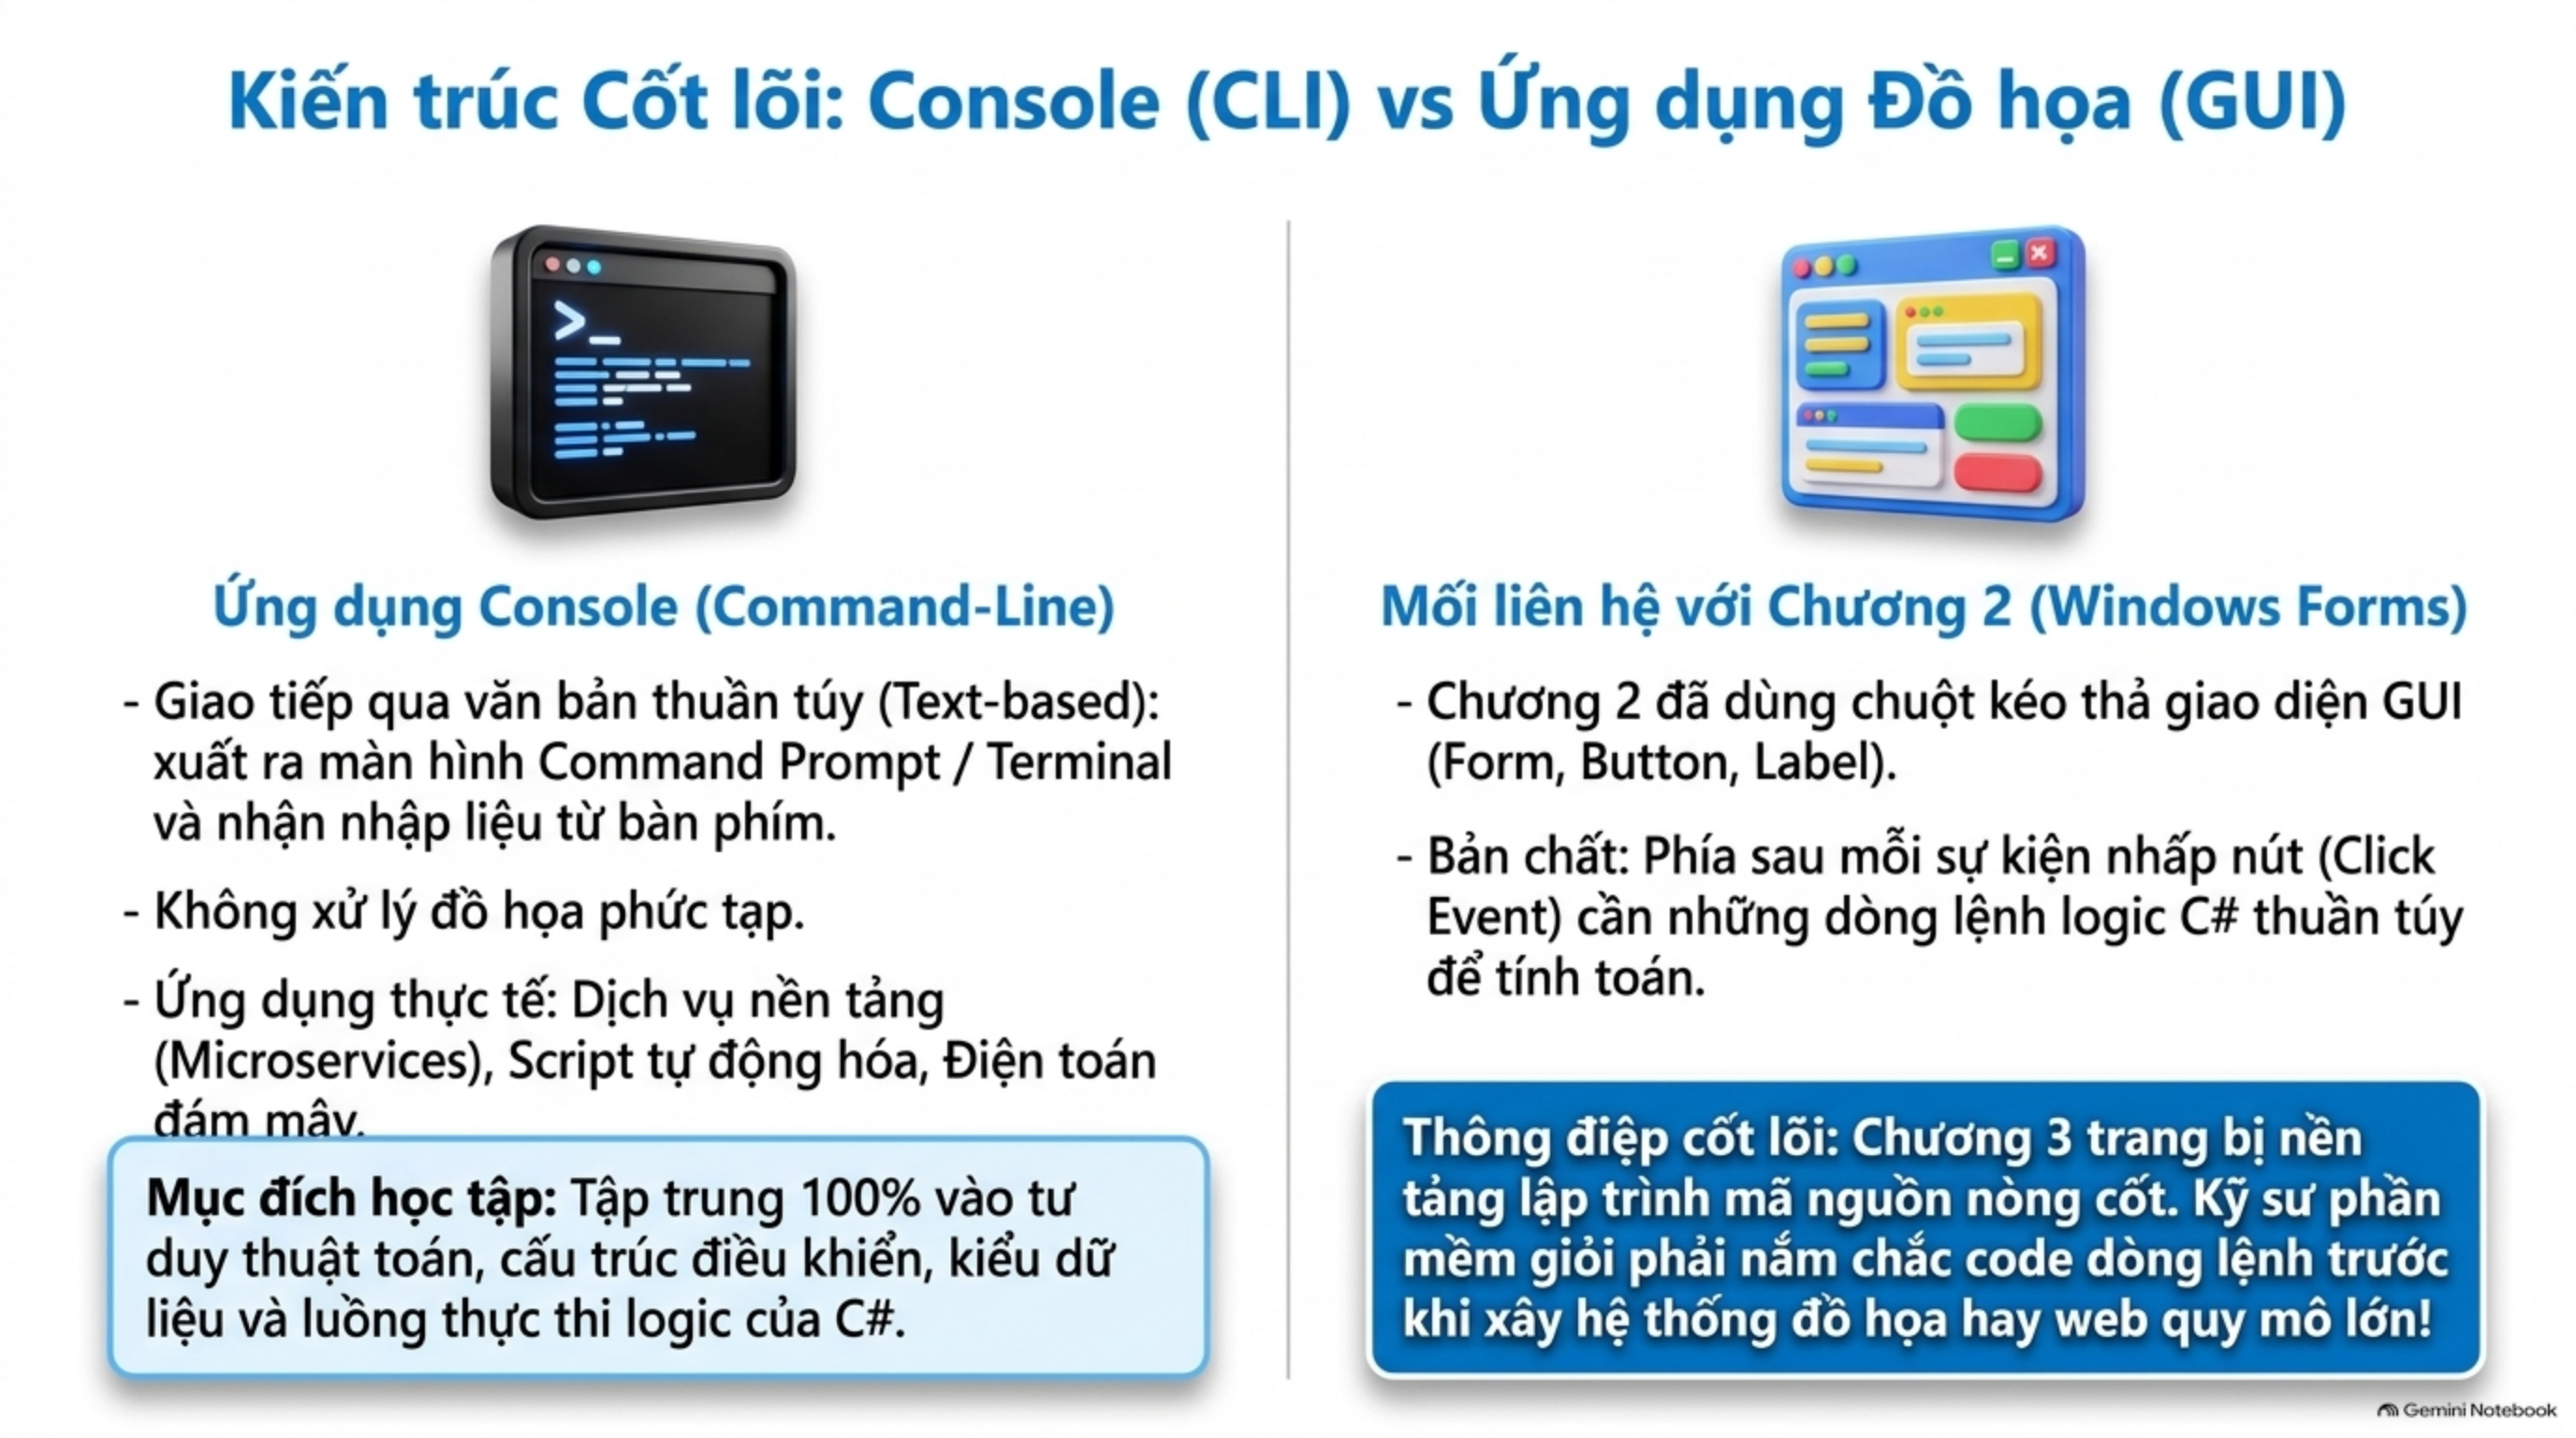 Kiến trúc Cốt lõi: Console (CLI) vs Ứng dụng Đồ họa (GUI)
Ứng dụng Console (Command-Line)
- Giao tiếp qua văn bản thuần túy (Text-based):
xuất ra màn hình Command Prompt / Terminal
và nhận nhập liệu từ bàn phím.
- Không xử lý đồ họa phức tạp.
- Ứng dụng thực tế: Dịch vụ nền tảng
(Microservices), Script tự động hóa, Điện toán
đám mây.
Mục đích học tập: Tập trung 100% vào tư
duy thuật toán, cấu trúc điều khiển, kiểu dữ
liệu và luồng thực thi logic của C#.
Mối liên hệ với Chương 2 (Windows Forms)
- Chương 2 đã dùng chuột kéo thả giao diện GUI
(Form, Button, Label).
- Bản chất: Phía sau mỗi sự kiện nhấp nút (Click
Event) cần những dòng lệnh logic C# thuần túy
để tính toán.
Thông điệp cốt lõi: Chương 3 trang bị nền
tảng lập trình mã nguồn nòng cốt. Kỹ sư phần
mềm giỏi phải nắm chắc code dòng lệnh trước
khi xây hệ thống đồ họa hay web quy mô lớn!
Gemini Notebook